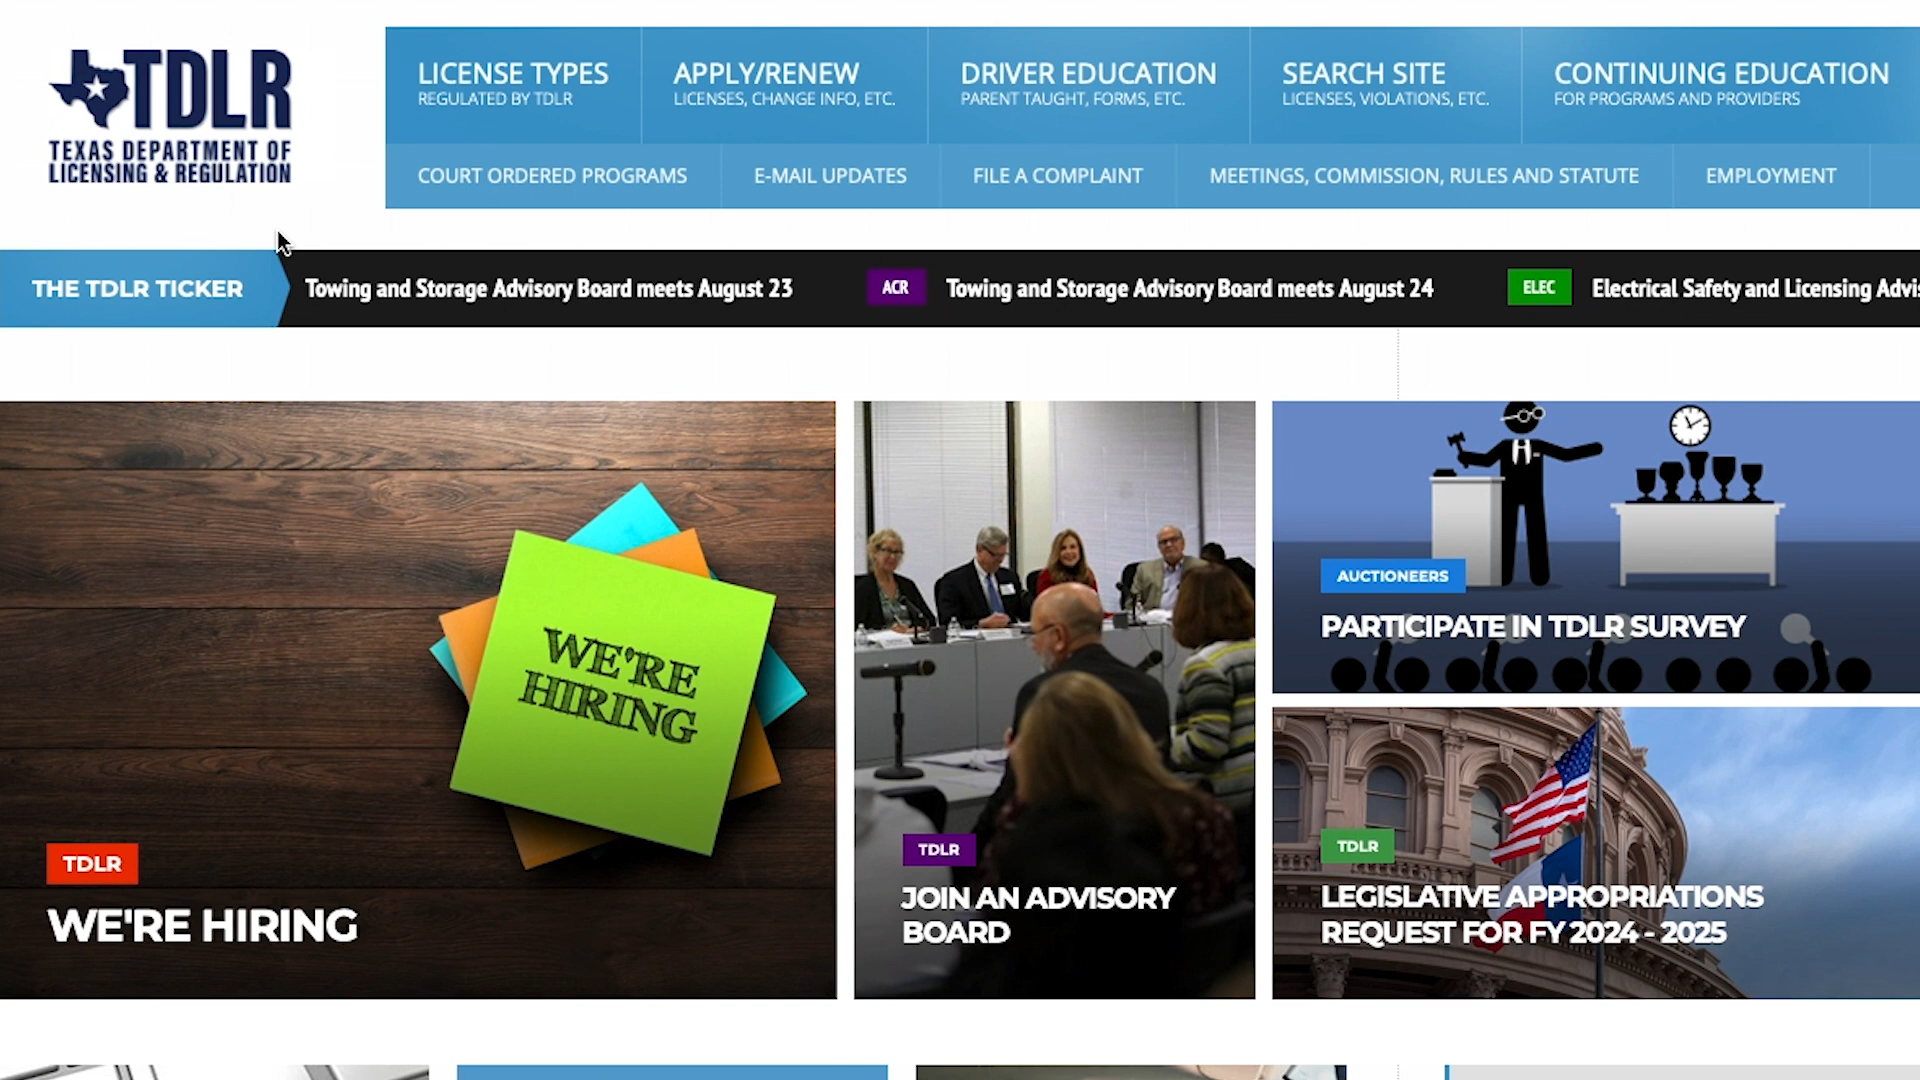 TDLR
TEXAS DEPARTMENT OF
LICENSING & REGULATION
LICENSE TYPES
REGULATED BY TDLR
APPLY/RENEW
LICENSES, CHANGE INFO, ETC.
DRIVER EDUCATION
PARENT TAUGHT, FORMS, ETC.
SEARCH SITE
LICENSES, VIOLATIONS, ETC.
CONTINUING EDUCATION
FOR PROGRAMS AND PROVIDERS
COURT ORDERED PROGRAMS
E-MAIL UPDATES
FILE A COMPLAINT
MEETINGS, COMMISSION, RULES AND STATUTE
EMPLOYMENT
THE TDLR TICKER
Towing and Storage Advisory Board meets August 23
ACR
Towing and Storage Advisory Board meets August 24
ELEC
Electrical Safety and Licensing Advis
WE'RE
HIRING
TDLR
WE'RE HIRING
TDLR
JOIN AN ADVISORY
BOARD
AUCTIONEERS
PARTICIPATE IN TDLR SURVEY
TDLR
LEGISLATIVE APPROPRIATIONS
REQUEST FOR FY 2024 - 2025